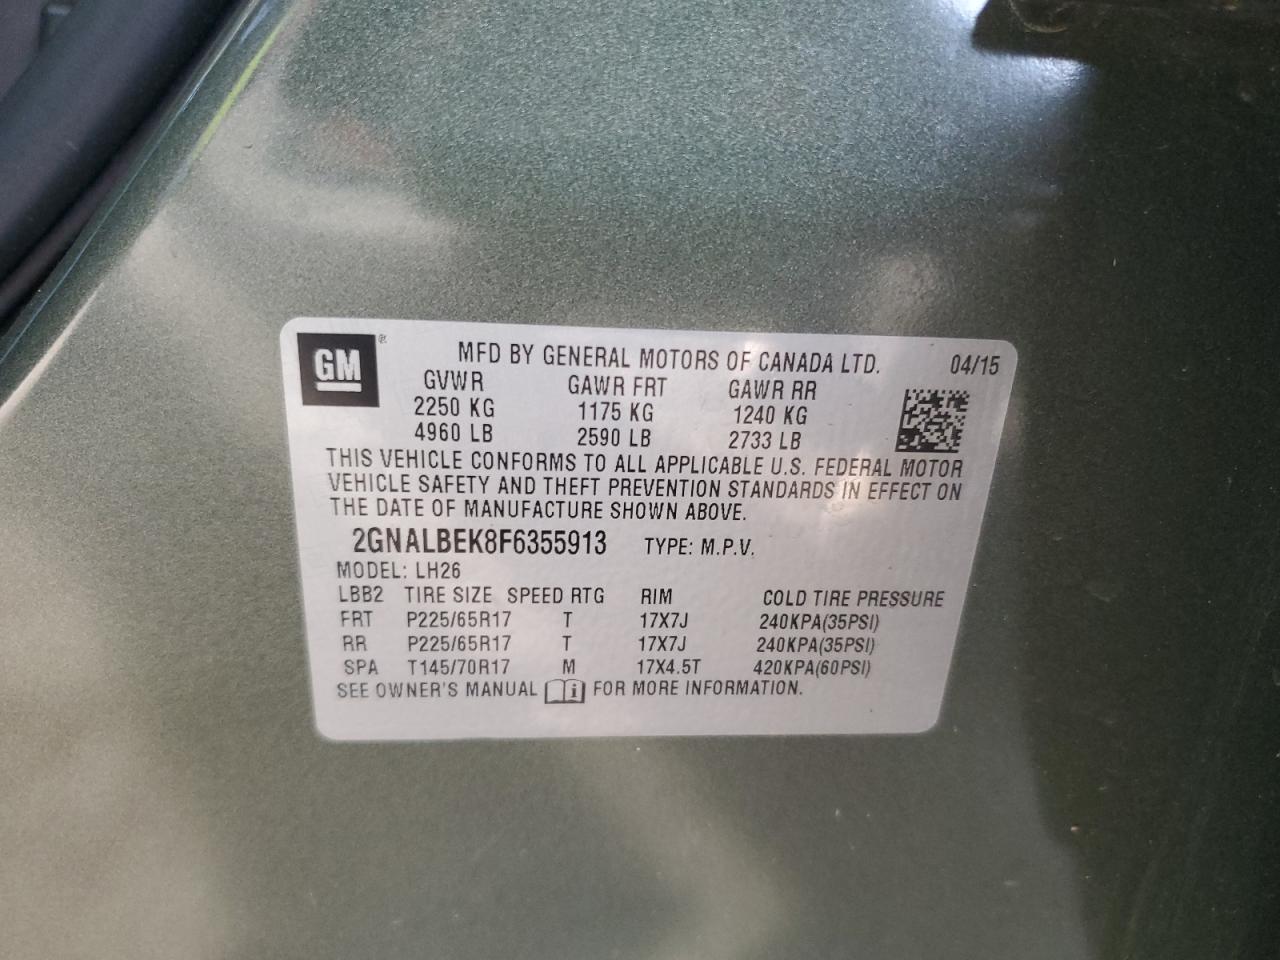 GM® MFD BY GENERAL MOTORS OF CANADA LTD. 04/15
GVWR GAWR FRT GAWR RR
2250 KG 1175 KG 1240 KG
4960 LB 2590 LB 2733 LB
THIS VEHICLE CONFORMS TO ALL APPLICABLE U.S. FEDERAL MOTOR
VEHICLE SAFETY AND THEFT PREVENTION STANDARDS IN EFFECT ON
THE DATE OF MANUFACTURE SHOWN ABOVE.
2GNALBEK8F6355913 TYPE: M.P.V.
MODEL: LH26
LBB2 TIRE SIZE SPEED RTG RIM COLD TIRE PRESSURE
FRT P225/65R17 T 17X7J 240KPA(35PSI)
RR P225/65R17 T 17X7J 240KPA(35PSI)
SPA T145/70R17 M 17X4.5T 420KPA(60PSI)
SEE OWNER'S MANUAL i FOR MORE INFORMATION.